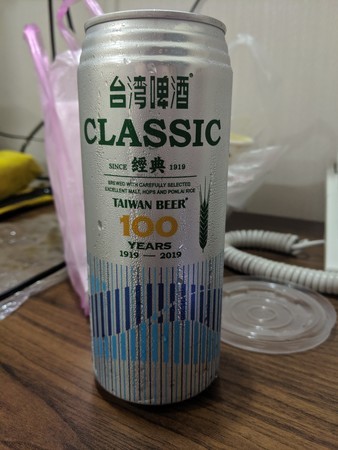 台湾啤酒®
CLASSIC
SINCE 經典 1919
BREWED WITH CAREFULLY SELECTED
EXCELLENT MALT, HOPS AND PONLAI RICE
TAIWAN BEER®
100
YEARS
1919 — 2019